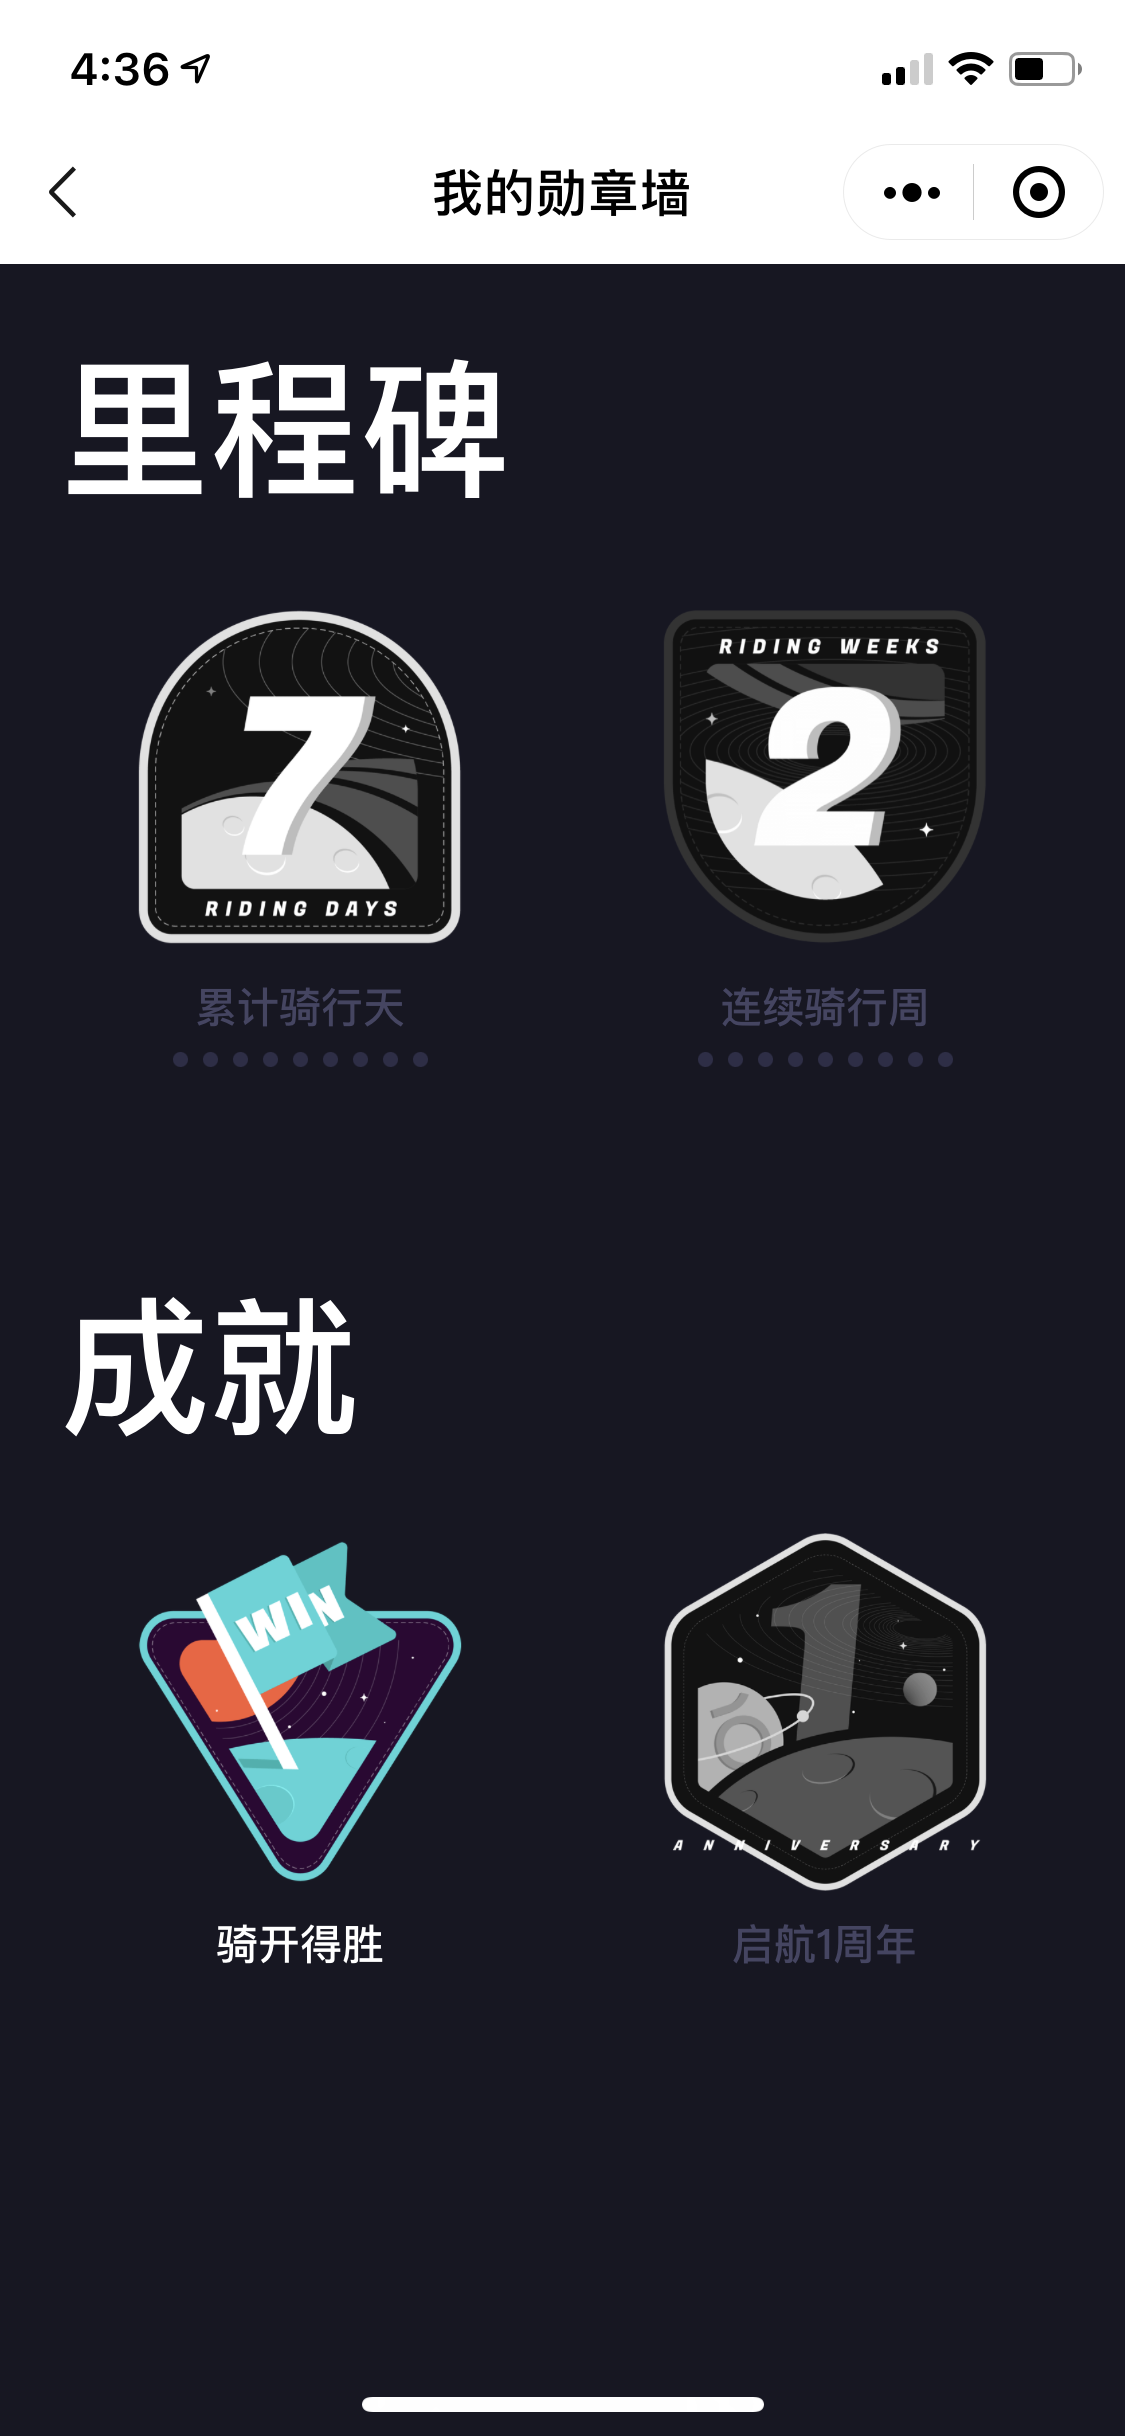 4:36
我的勋章墙
里程碑
7
RIDING DAYS
RIDING WEEKS
2
累计骑行天
连续骑行周
成就
WIN
1
ANNIVERSARY
骑开得胜
启航1周年